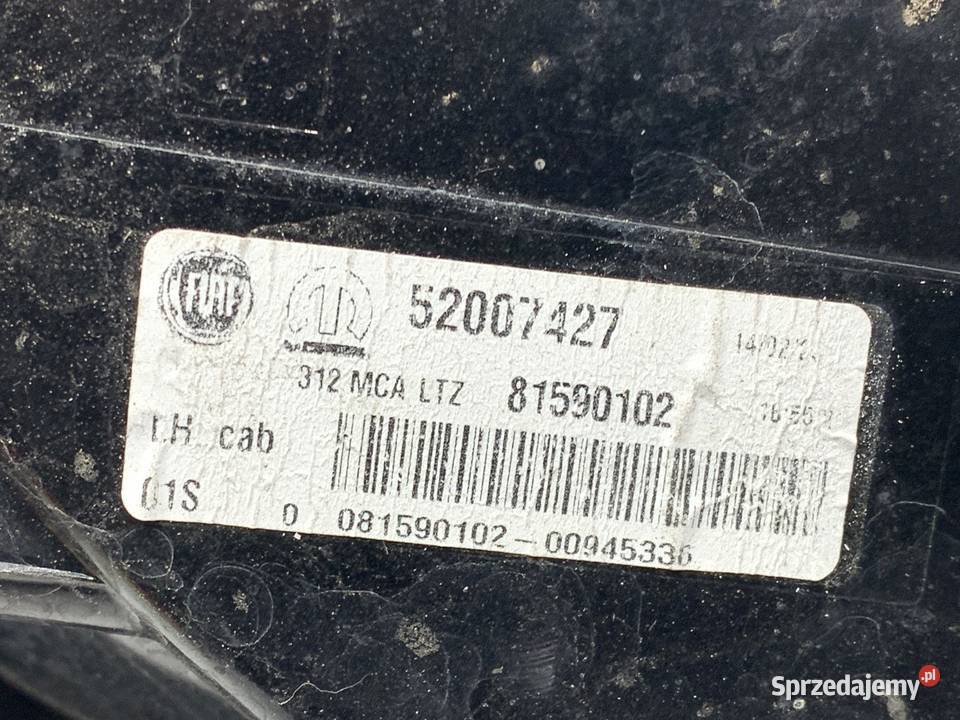 FIAT 52007427
312 MCA LTZ 81590102
LH cab
01S
0 081590102-00945336
Sprzedajemy.pl